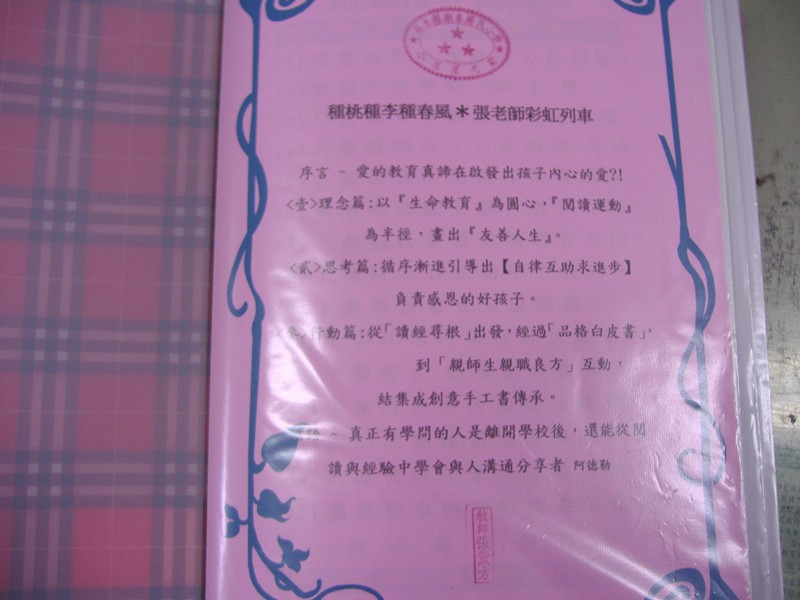 種桃種李種春風＊張老師彩虹列車
序言 ~ 愛的教育真諦在啟發出孩子內心的愛?!
<壹>理念篇:以『生命教育』為圓心,『閱讀運動』
為半徑，畫出『友善人生』。
<貳>思考篇:循序漸進引導出【自律互助求進步】
負責感恩的好孩子。
行動篇:從「讀經尋根」出發,經過「品格白皮書」,
到「親師生親職良方」互動，
結集成創意手工書傳承。
~ 真正有學問的人是離開學校後，還能從閱
讀與經驗中學會與人溝通分享者 阿德勒
教師張 方